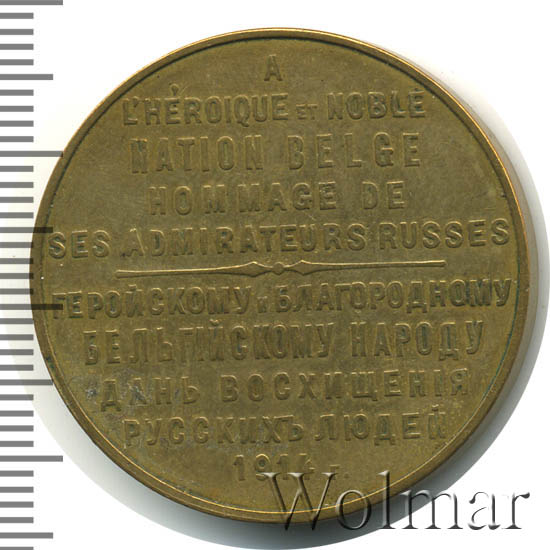 A
L'HÉROIQUE ET NOBLE
NATION BELGE
HOMMAGE DE
SES ADMIRATEURS RUSSES
ГЕРОЙСКОМУ и БЛАГОРОДНОМУ
БЕЛЬГІЙСКОМУ НАРОДУ
ДАНЬ ВОСХИЩЕНІЯ
РУССКИХЪ ЛЮДЕЙ
1914 г.
Wolmar